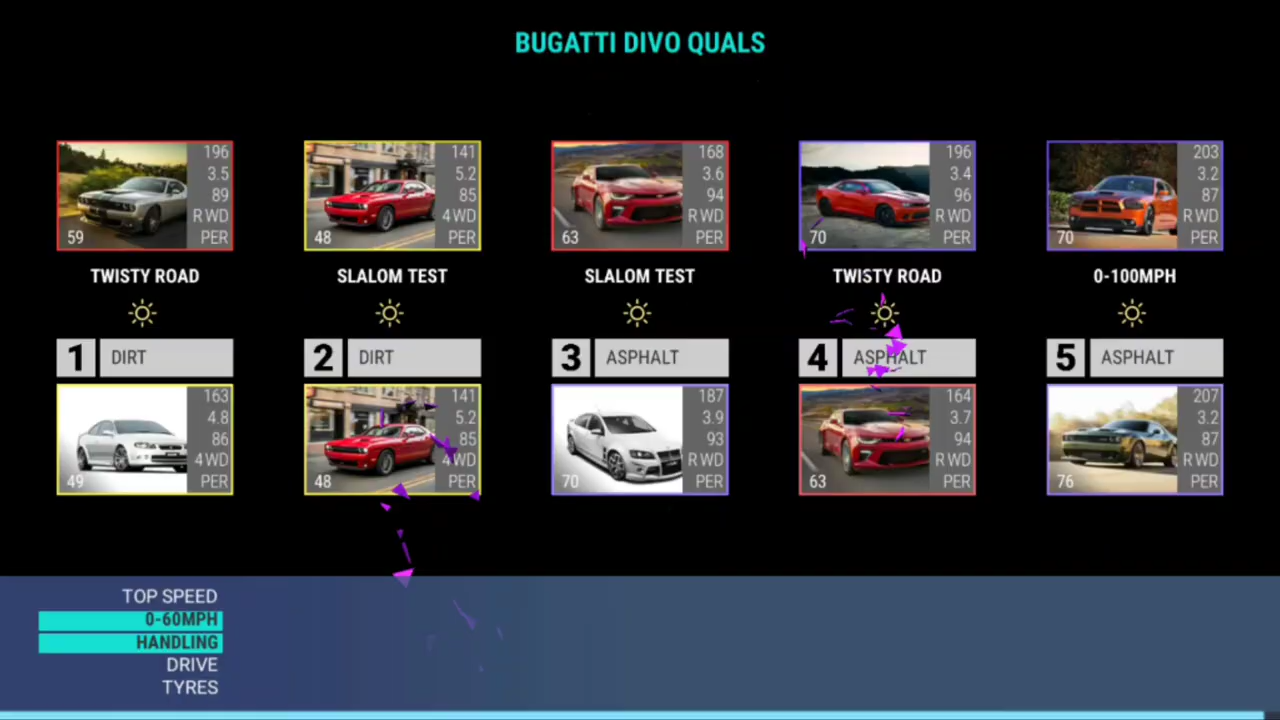 BUGATTI DIVO QUALS
196
3.5
89
RWD
PER
59
141
5.2
85
4WD
PER
48
168
3.6
94
RWD
PER
63
196
3.4
96
RWD
PER
70
203
3.2
87
RWD
PER
70
TWISTY ROAD
SLALOM TEST
SLALOM TEST
TWISTY ROAD
0-100MPH
1 DIRT
2 DIRT
3 ASPHALT
4 ASPHALT
5 ASPHALT
163
4.8
86
4WD
PER
49
141
5.2
85
4WD
PER
48
187
3.9
93
RWD
PER
70
164
3.7
94
RWD
PER
63
207
3.2
87
RWD
PER
76
TOP SPEED
0-60MPH
HANDLING
DRIVE
TYRES